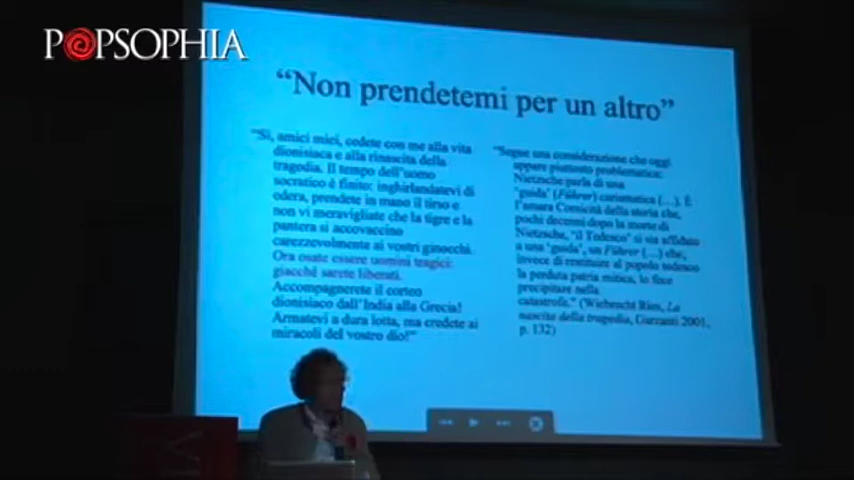 POPSOPHIA
“Non prendetemi per un altro”
“Sì, amici miei, cedete con me alla vita
dionisiaca e alla rinascita della
tragedia. Il tempo dell’uomo
socratico è finito: inghirlandatevi di
edera, prendete in mano il tirso e
non vi meravigliate che la tigre e la
pantera si accovaccino
carezzevolmente ai vostri ginocchi.
Ora osate essere uomini tragici:
giacché sarete liberati.
Accompagnerete il corteo
dionisiaco dall’India alla Grecia!
Armatevi a dura lotta, ma credete ai
miracoli del vostro dio!”
“Segue una considerazione che oggi
appare piuttosto problematica:
Nietzsche parla di una
‘guida’ (Führer) carismatica (…). È
l’amara Comicità della storia che,
pochi decenni dopo la morte di
Nietzsche, “il Tedesco” si sia affidato
a una ‘guida’, un Führer (…) che,
invece di restituire al popolo tedesco
la perduta patria mitica, lo fece
precipitare nella
catastrofe.” (Wiebrecht Ries, La
nascita della tragedia, Garzanti 2001,
p. 132)